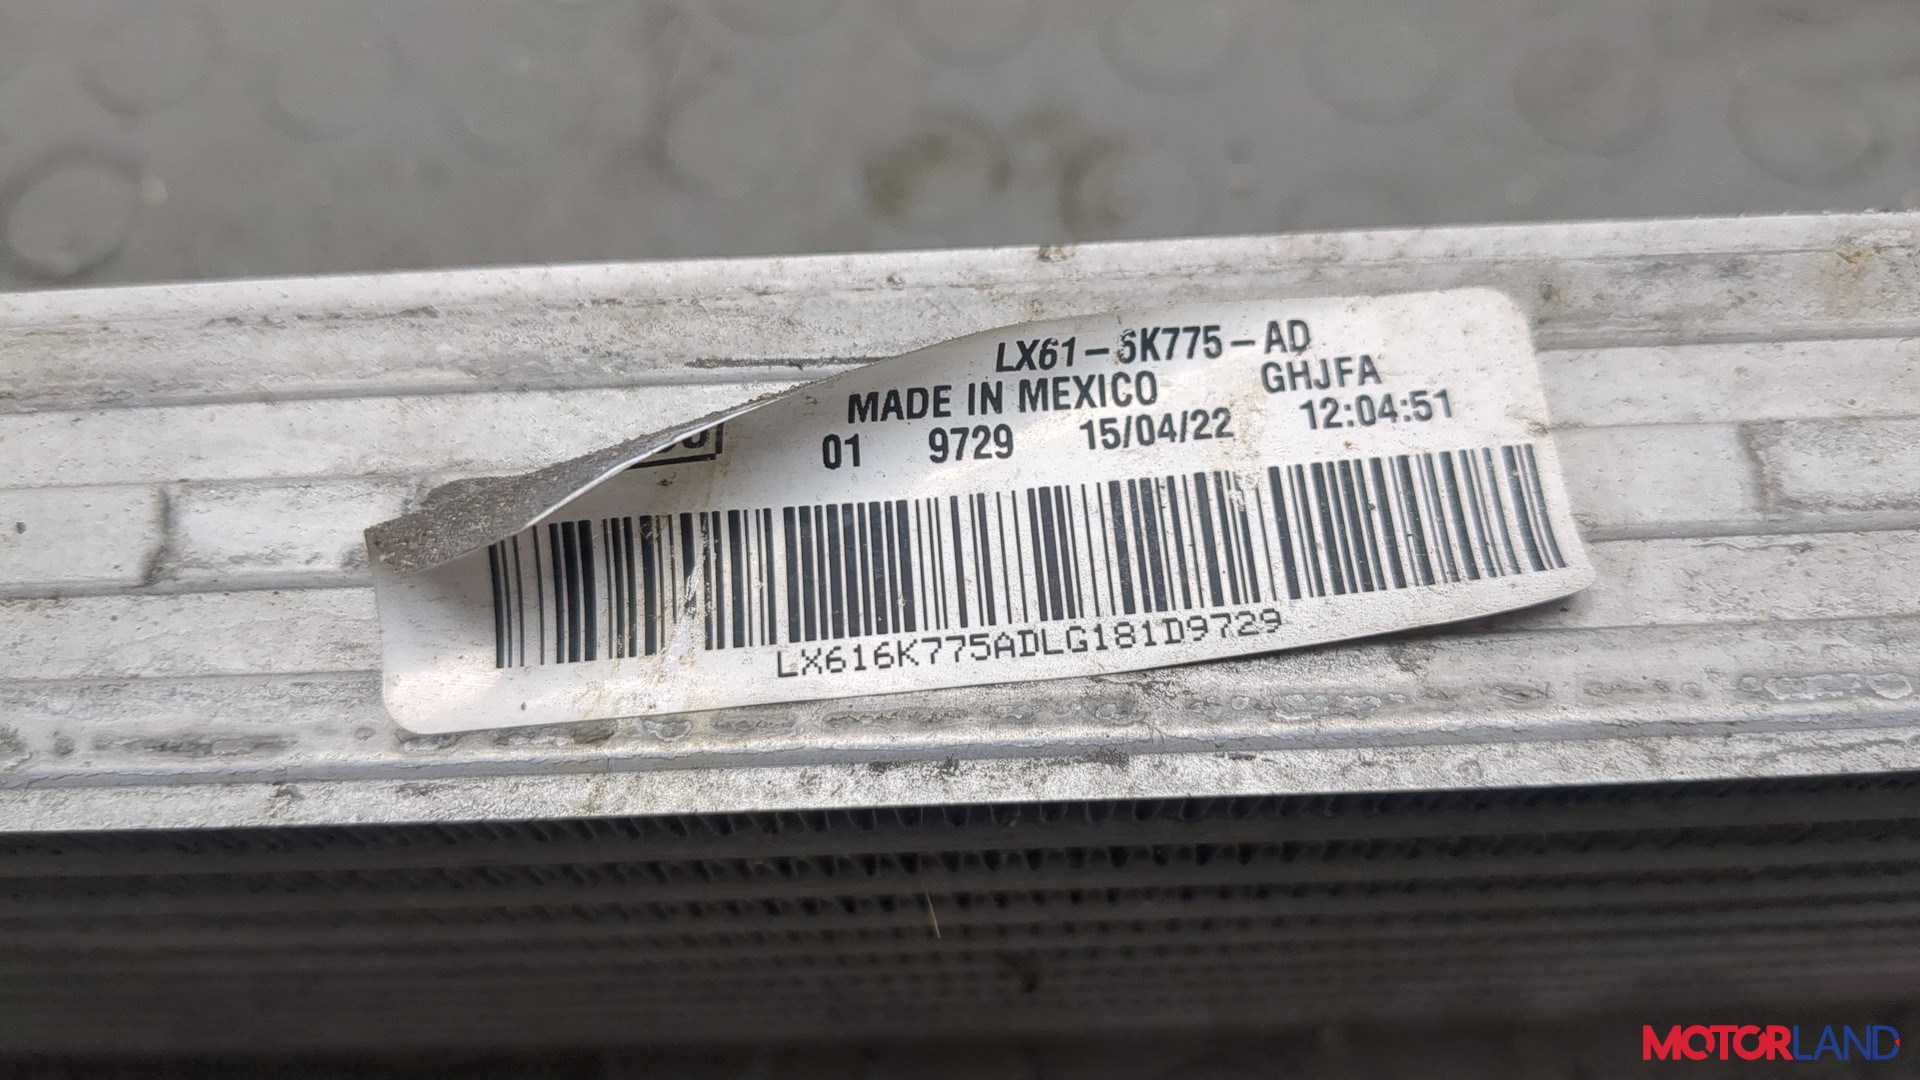 LX61-6K775-AD
MADE IN MEXICO GHJFA
01 9729 15/04/22 12:04:51
LX616K775ADLG181D9729
MOTORLAND